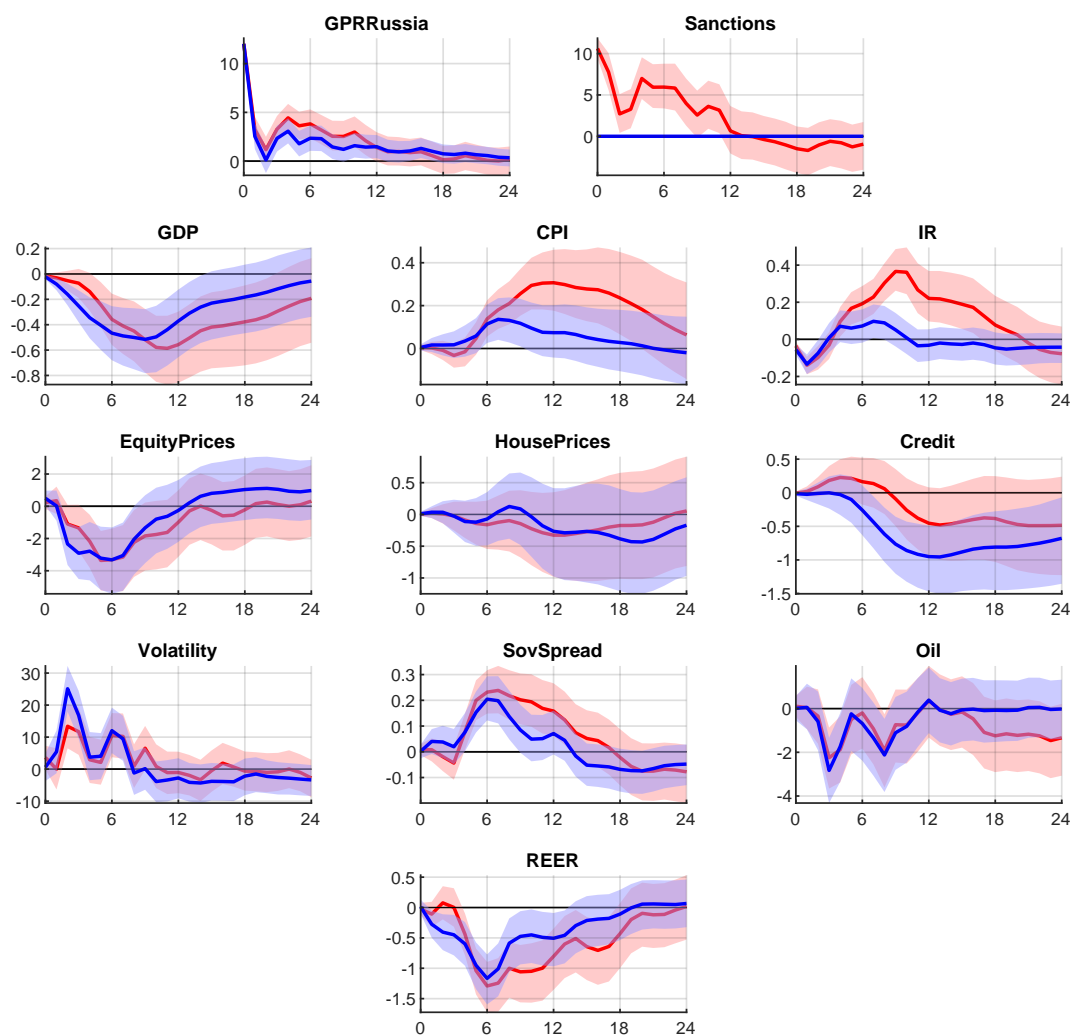 GPRRussia Sanctions
10 10
5 5
0 0
0 6 12 18 24 0 6 12 18 24
GDP CPI IR
0.2 0.4 0.4
0 0.2 0.2
-0.2
-0.4
-0.6 0 0
-0.8 -0.2
0 6 12 18 24 0 6 12 18 24 0 6 12 18 24
EquityPrices HousePrices Credit
2 0.5 0.5
0 0 0
-2 -0.5 -0.5
-4 -1 -1
-1.5
0 6 12 18 24 0 6 12 18 24 0 6 12 18 24
Volatility SovSpread Oil
30 0.3 0
20 0.2 -2
10 0.1 -4
0 0
-10 -0.1
0 6 12 18 24 0 6 12 18 24 0 6 12 18 24
REER
0.5
0
-0.5
-1
-1.5
0 6 12 18 24